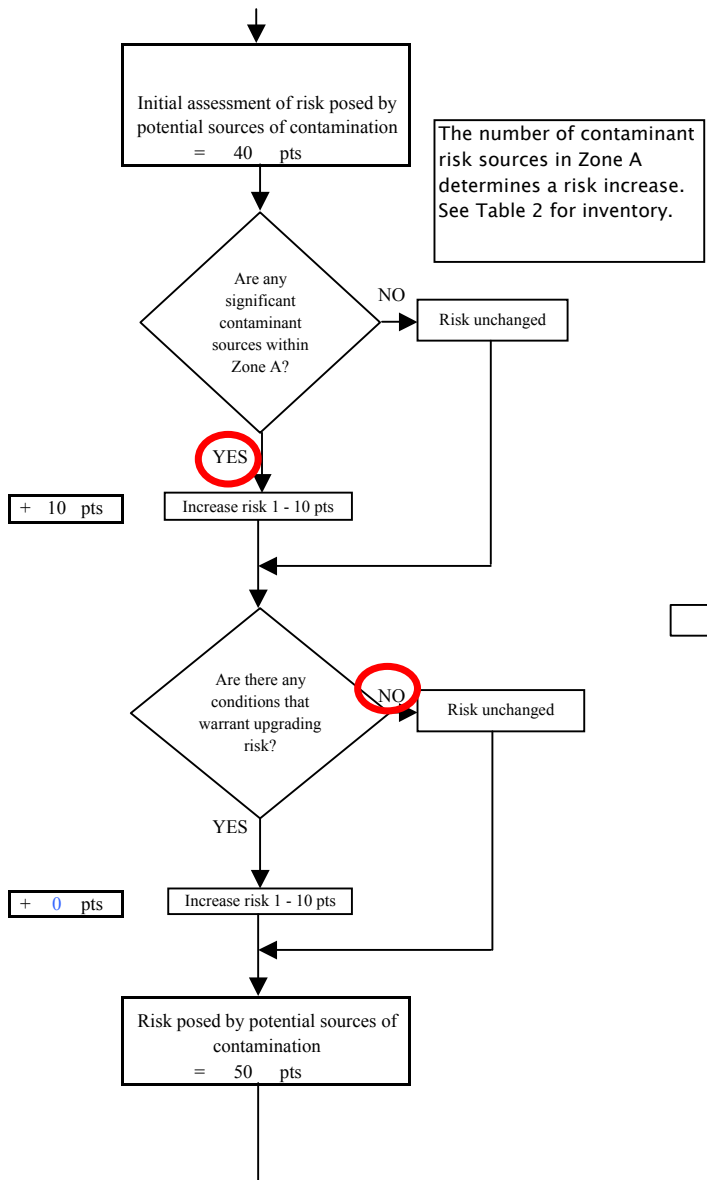 Initial assessment of risk posed by
potential sources of contamination
= 40 pts
The number of contaminant
risk sources in Zone A
determines a risk increase.
See Table 2 for inventory.
Are any
significant
contaminant
sources within
Zone A?
NO
Risk unchanged
YES
+ 10 pts
Increase risk 1 - 10 pts
Are there any
conditions that
warrant upgrading
risk?
NO
Risk unchanged
YES
+ 0 pts
Increase risk 1 - 10 pts
Risk posed by potential sources of
contamination
= 50 pts